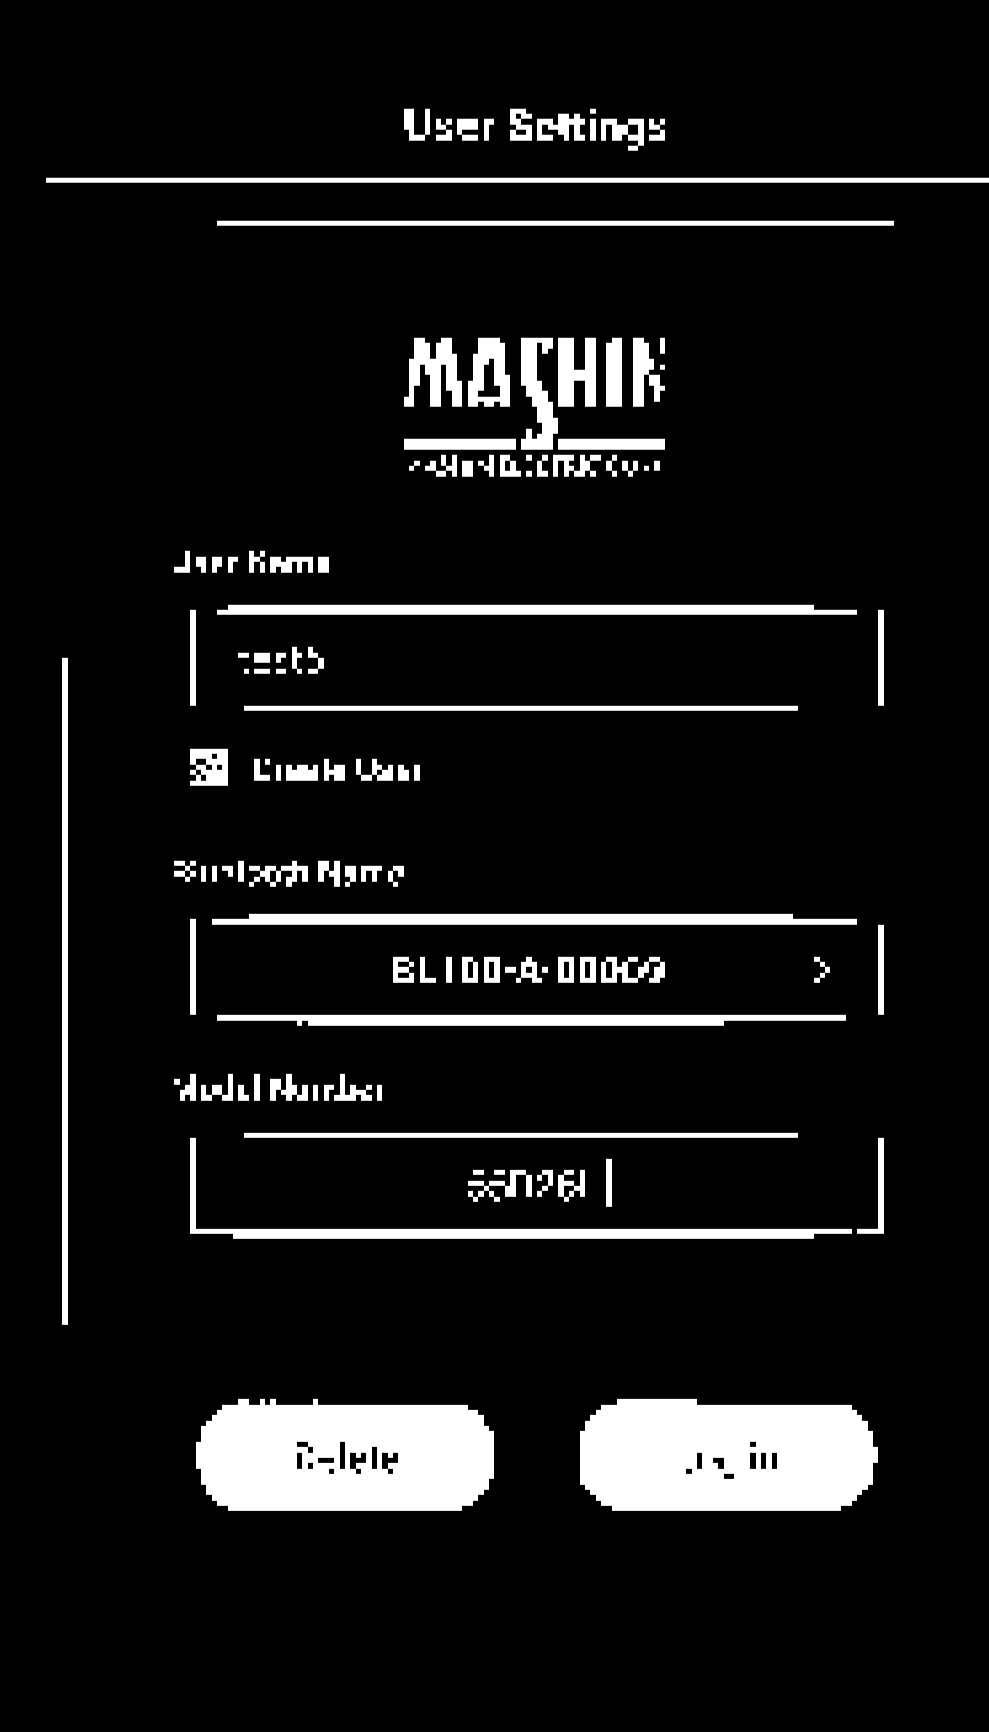 User Settings
MASHIN
User Name
test5
Create User
Bluetooth Name
BL100-A-00009
Model Number
Delete
Log in